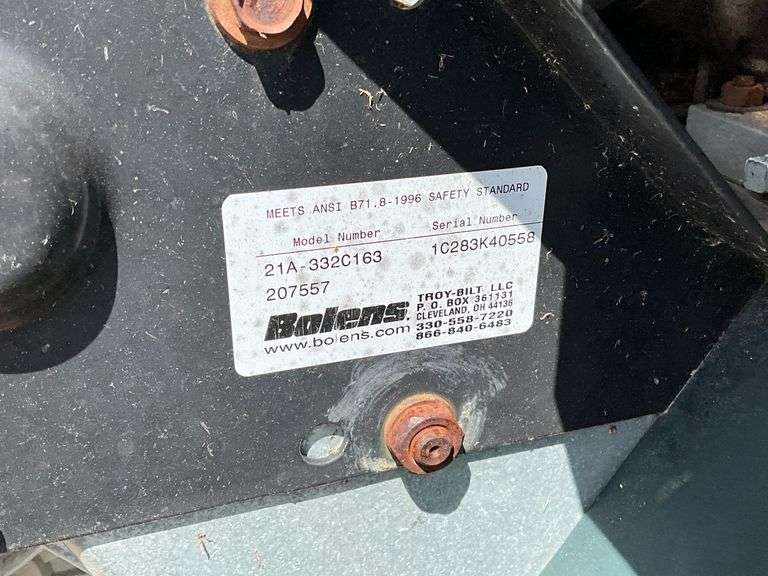 MEETS ANSI B71.8-1996 SAFETY STANDARD
Model Number Serial Number
21A-332C163 1C283K40558
207557
Bolens.
www.bolens.com
TROY-BILT LLC
P. O. BOX 361131
CLEVELAND, OH 44136
330-558-7220
866-840-6483